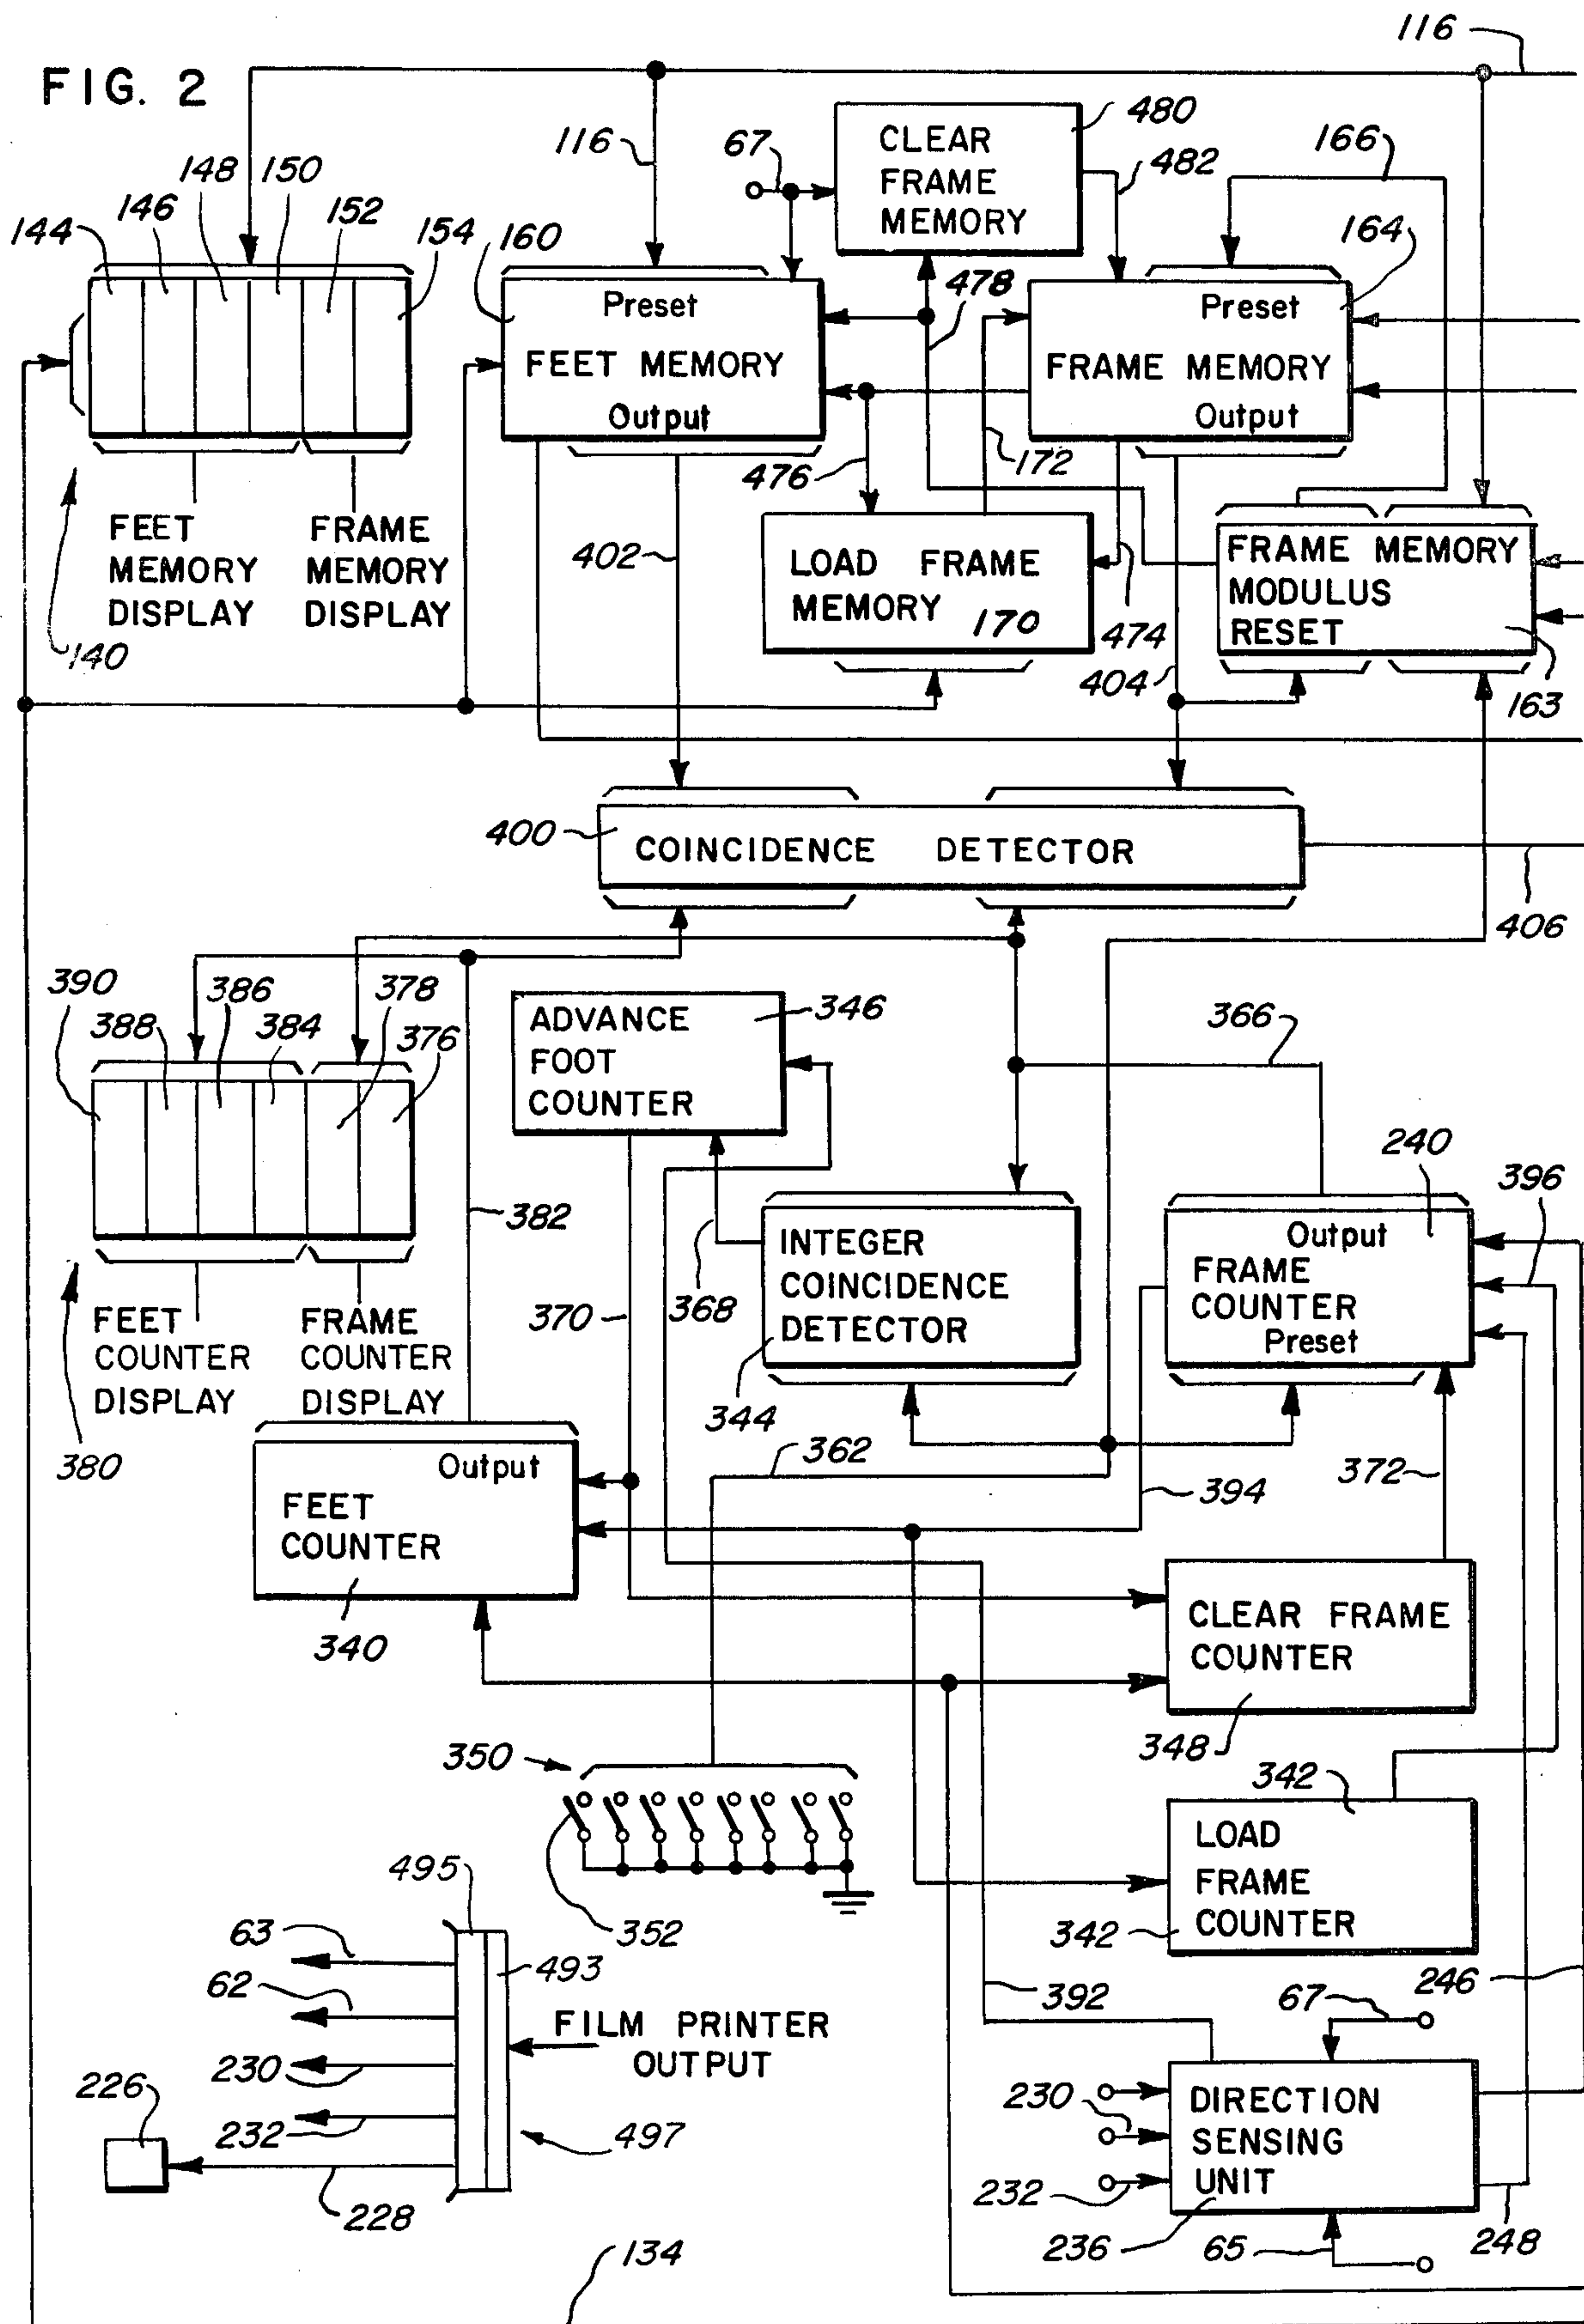 FIG. 2
116
480
CLEAR
FRAME
MEMORY
116
67
482
166
148
150
146
152
144
154
160
164
Preset
FEET MEMORY
Output
478
Preset
FRAME MEMORY
Output
476
172
FEET
MEMORY
DISPLAY
FRAME
MEMORY
DISPLAY
140
402
LOAD FRAME
MEMORY 170
474
404
FRAME MEMORY
MODULUS
RESET
163
400
COINCIDENCE DETECTOR
406
390
388
386
384
378
376
ADVANCE
FOOT
COUNTER
346
366
240
396
382
370
368
INTEGER
COINCIDENCE
DETECTOR
344
Output
FRAME
COUNTER
Preset
FEET
COUNTER
DISPLAY
FRAME
COUNTER
DISPLAY
380
362
372
394
Output
FEET
COUNTER
340
CLEAR FRAME
COUNTER
348
350
352
342
LOAD
FRAME
COUNTER
342
495
493
63
62
230
232
226
228
FILM PRINTER
OUTPUT
497
392
246
67
230
232
DIRECTION
SENSING
UNIT
236
65
248
134